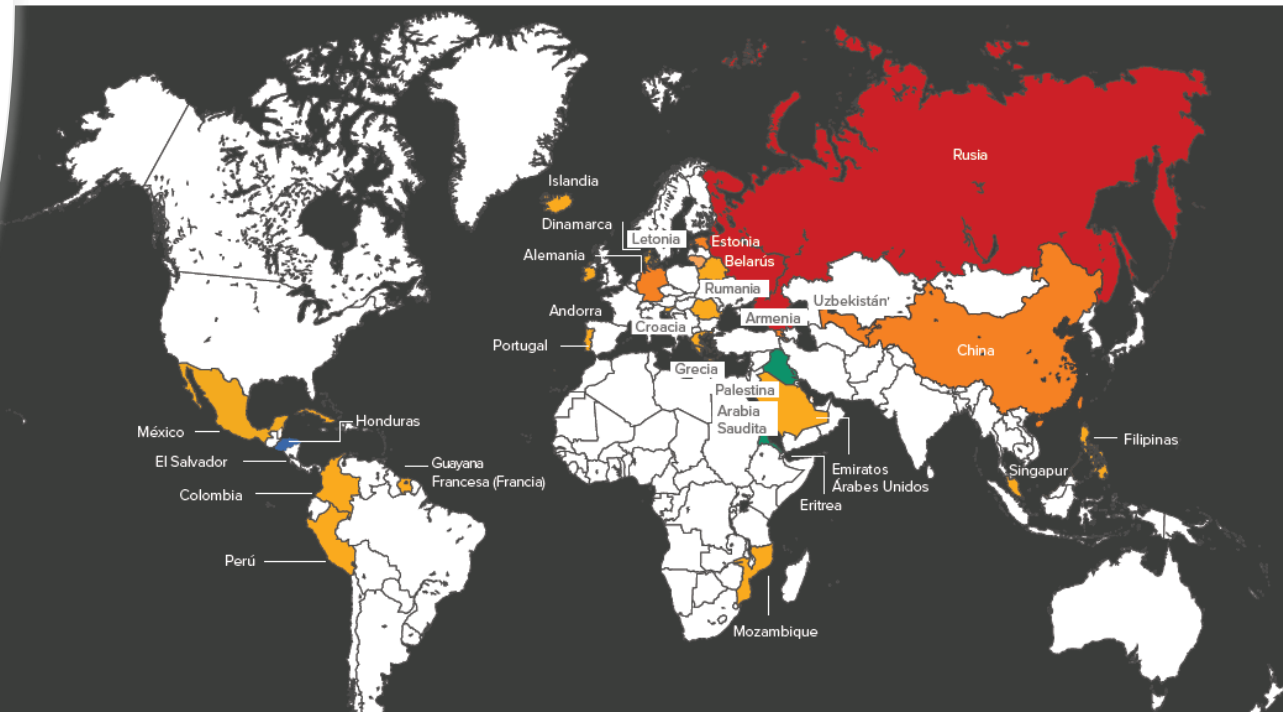 Rusia
Islandia
Dinamarca
Letonia
Estonia
Alemania
Belarús
Rumania
Uzbekistán
Andorra
Armenia
Croacia
Portugal
China
Grecia
Palestina
Arabia
Saudita
Honduras
México
Filipinas
El Salvador
Guayana
Francesa (Francia)
Singapur
Emiratos
Árabes Unidos
Colombia
Eritrea
Perú
Mozambique